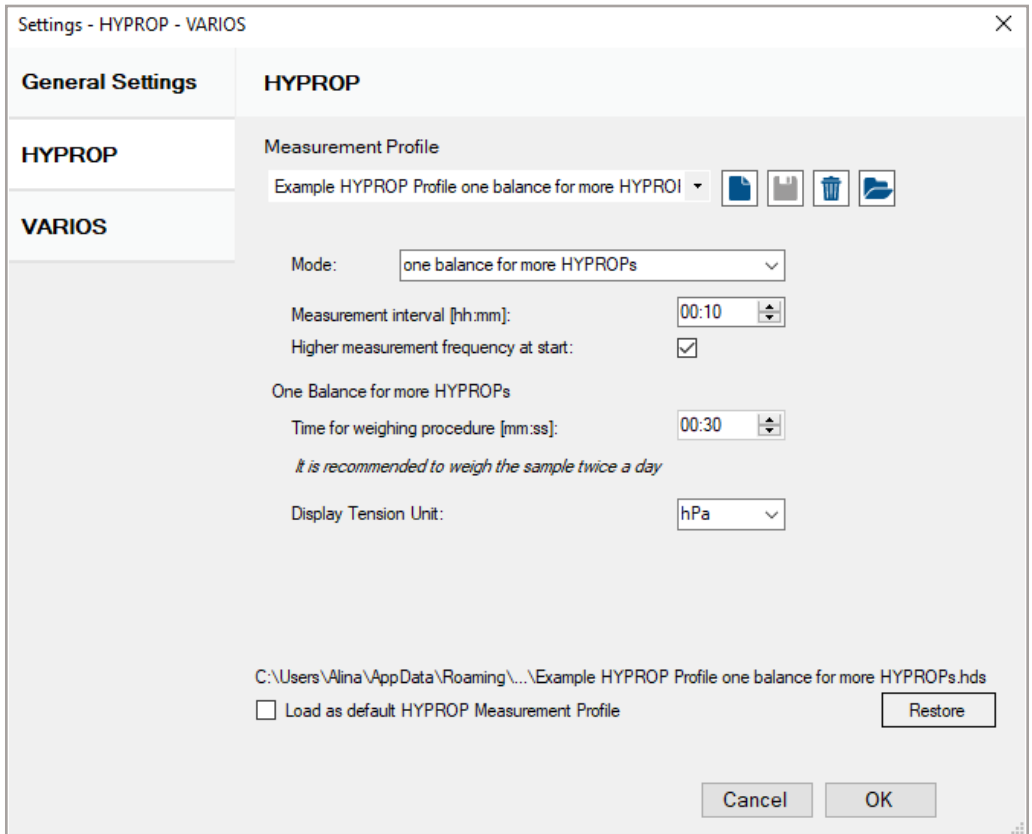 Settings - HYPROP - VARIOS
General Settings
HYPROP
HYPROP
VARIOS
Measurement Profile
Example HYPROP Profile one balance for more HYPROI
Mode: one balance for more HYPROPs
Measurement interval [hh:mm]: 00:10
Higher measurement frequency at start:
One Balance for more HYPROPs
Time for weighing procedure [mm:ss]: 00:30
It is recommended to weigh the sample twice a day
Display Tension Unit: hPa
C:\Users\Alina\AppData\Roaming\...\Example HYPROP Profile one balance for more HYPROPs.hds
Load as default HYPROP Measurement Profile
Restore
Cancel
OK